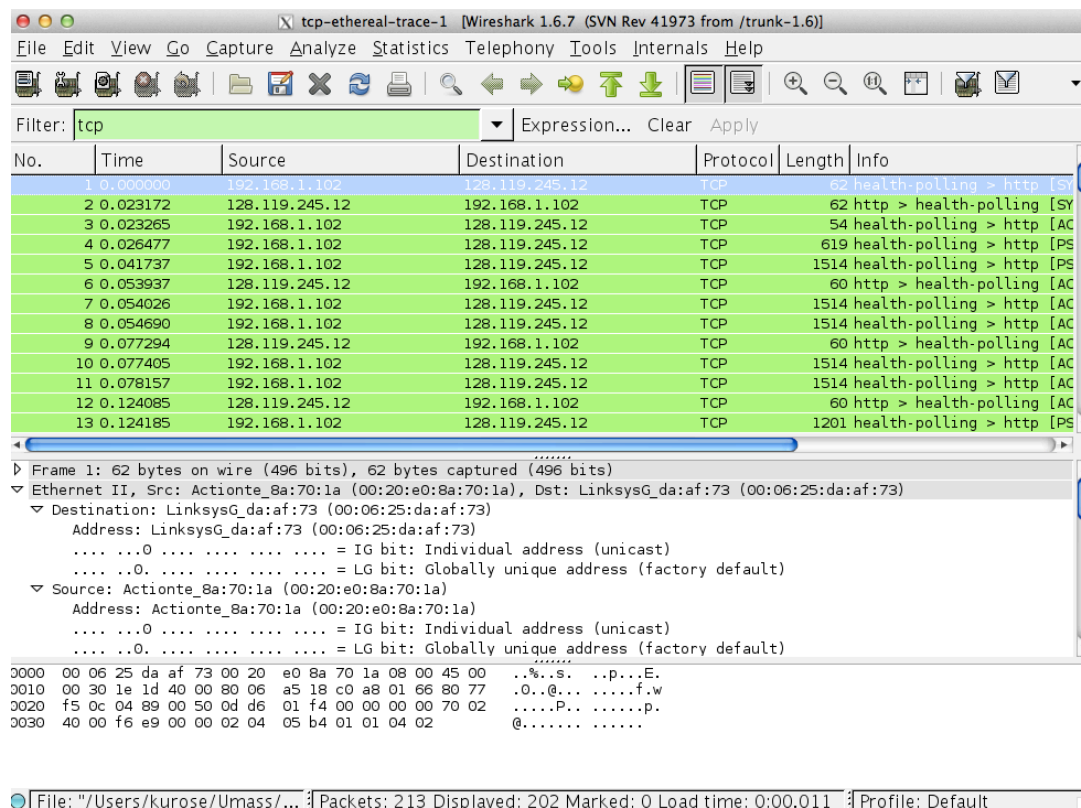 tcp-ethereal-trace-1 [Wireshark 1.6.7 (SVN Rev 41973 from /trunk-1.6)]
File Edit View Go Capture Analyze Statistics Telephony Tools Internals Help
Filter: tcp Expression... Clear Apply
No. Time Source Destination Protocol Length Info
1 0.000000 192.168.1.102 128.119.245.12 TCP 62 health-polling > http [SY
2 0.023172 128.119.245.12 192.168.1.102 TCP 62 http > health-polling [SY
3 0.023265 192.168.1.102 128.119.245.12 TCP 54 health-polling > http [AC
4 0.026477 192.168.1.102 128.119.245.12 TCP 619 health-polling > http [PS
5 0.041737 192.168.1.102 128.119.245.12 TCP 1514 health-polling > http [PS
6 0.053937 128.119.245.12 192.168.1.102 TCP 60 http > health-polling [AC
7 0.054026 192.168.1.102 128.119.245.12 TCP 1514 health-polling > http [AC
8 0.054690 192.168.1.102 128.119.245.12 TCP 1514 health-polling > http [AC
9 0.077294 128.119.245.12 192.168.1.102 TCP 60 http > health-polling [AC
10 0.077405 192.168.1.102 128.119.245.12 TCP 1514 health-polling > http [AC
11 0.078157 192.168.1.102 128.119.245.12 TCP 1514 health-polling > http [AC
12 0.124085 128.119.245.12 192.168.1.102 TCP 60 http > health-polling [AC
13 0.124185 192.168.1.102 128.119.245.12 TCP 1201 health-polling > http [PS
Frame 1: 62 bytes on wire (496 bits), 62 bytes captured (496 bits)
Ethernet II, Src: Actionte_8a:70:1a (00:20:e0:8a:70:1a), Dst: LinksysG_da:af:73 (00:06:25:da:af:73)
Destination: LinksysG_da:af:73 (00:06:25:da:af:73)
Address: LinksysG_da:af:73 (00:06:25:da:af:73)
.... ...0 .... .... .... .... = IG bit: Individual address (unicast)
.... ..0. .... .... .... .... = LG bit: Globally unique address (factory default)
Source: Actionte_8a:70:1a (00:20:e0:8a:70:1a)
Address: Actionte_8a:70:1a (00:20:e0:8a:70:1a)
.... ...0 .... .... .... .... = IG bit: Individual address (unicast)
.... ..0. .... .... .... .... = LG bit: Globally unique address (factory default)
0000 00 06 25 da af 73 00 20 e0 8a 70 1a 08 00 45 00 ..%..s. ..p...E.
0010 00 30 1e 1d 40 00 80 06 a5 18 c0 a8 01 66 80 77 .0..@... .....f.w
0020 f5 0c 04 89 00 50 0d d6 01 f4 00 00 00 00 70 02 .....P.. ......p.
0030 40 00 f6 e9 00 00 02 04 05 b4 01 01 04 02 @....... ......
File: "/Users/kurose/Umass/... Packets: 213 Displayed: 202 Marked: 0 Load time: 0:00.011 Profile: Default